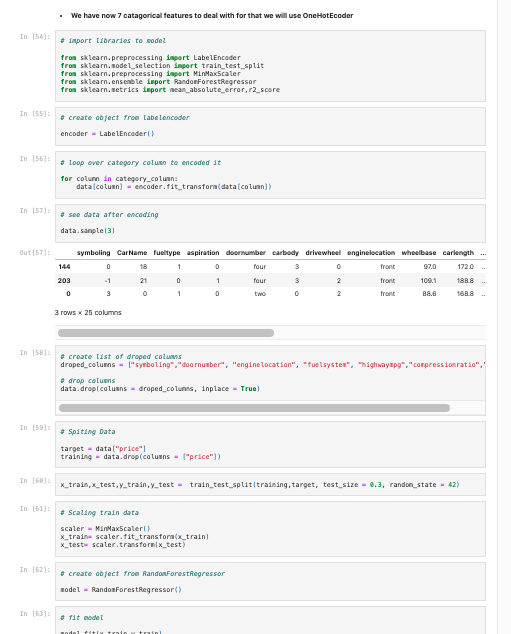 • We have now 7 catagorical features to deal with for that we will use OneHotEcoder
In [54]:
# import libraries to model
from sklearn.preprocessing import LabelEncoder
from sklearn.model_selection import train_test_split
from sklearn.preprocessing import MinMaxScaler
from sklearn.ensemble import RandomForestRegressor
from sklearn.metrics import mean_absolute_error,r2_score
In [55]:
# create object from labelencoder
encoder = LabelEncoder()
In [56]:
# loop over category column to encoded it
for column in category_column:
    data[column] = encoder.fit_transform(data[column])
In [57]:
# see data after encoding
data.sample(3)
Out[57]:
symboling CarName fueltype aspiration doornumber carbody drivewheel enginelocation wheelbase carlength ...
144 0 18 1 0 four 3 0 front 97.0 172.0 ..
203 -1 21 0 1 four 3 2 front 109.1 188.8 ..
0 3 0 1 0 two 0 2 front 88.6 168.8 ..
3 rows × 25 columns
In [58]:
# create list of droped columns
droped_columns = ["symboling","doornumber", "enginelocation", "fuelsystem", "highwaympg","compressionratio","
# drop columns
data.drop(columns = droped_columns, inplace = True)
In [59]:
# Spiting Data
target = data["price"]
training = data.drop(columns = ["price"])
In [60]:
x_train,x_test,y_train,y_test =  train_test_split(training,target, test_size = 0.3, random_state = 42)
In [61]:
# Scaling train data
scaler = MinMaxScaler()
x_train= scaler.fit_transform(x_train)
x_test= scaler.transform(x_test)
In [62]:
# create object from RandomForestRegressor
model = RandomForestRegressor()
In [63]:
# fit model
model.fit(x_train,y_train)